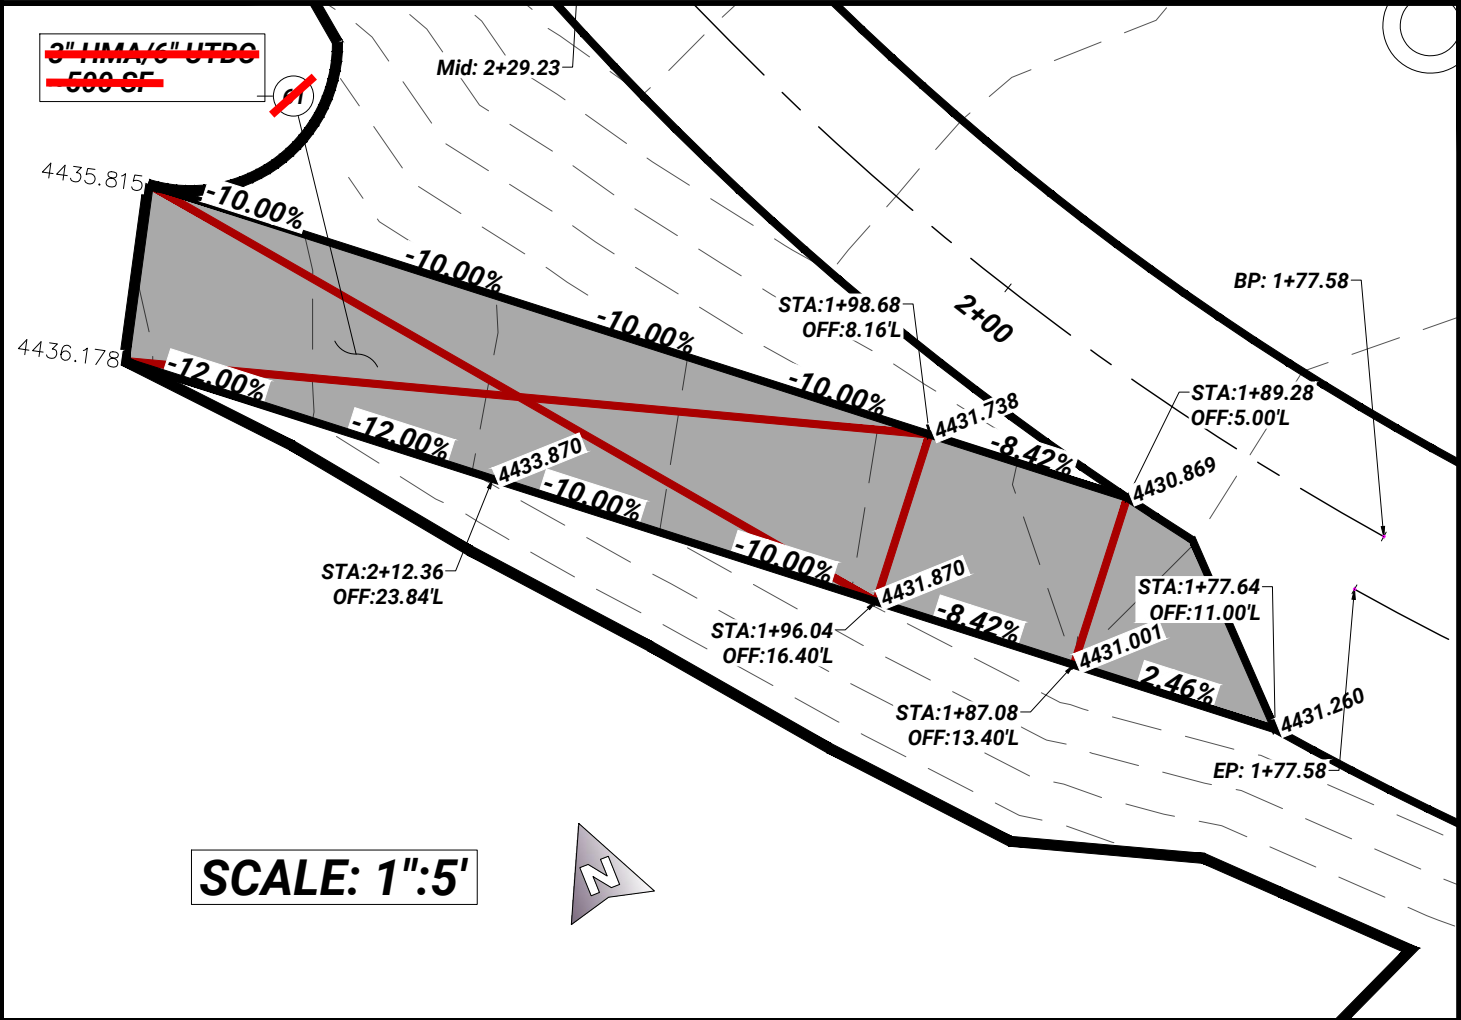 3" HMA/6" UTBC
500 SF
61
Mid: 2+29.23
4435.815
-10.00%
-10.00%
-10.00%
-10.00%
STA:1+98.68
OFF:8.16'L
2+00
BP: 1+77.58
4436.178
-12.00%
-12.00%
4433.870
-10.00%
-10.00%
4431.738
-8.42%
STA:1+89.28
OFF:5.00'L
4430.869
STA:2+12.36
OFF:23.84'L
4431.870
-8.42%
STA:1+77.64
OFF:11.00'L
STA:1+96.04
OFF:16.40'L
4431.001
2.46%
STA:1+87.08
OFF:13.40'L
4431.260
EP: 1+77.58
SCALE: 1":5'
N